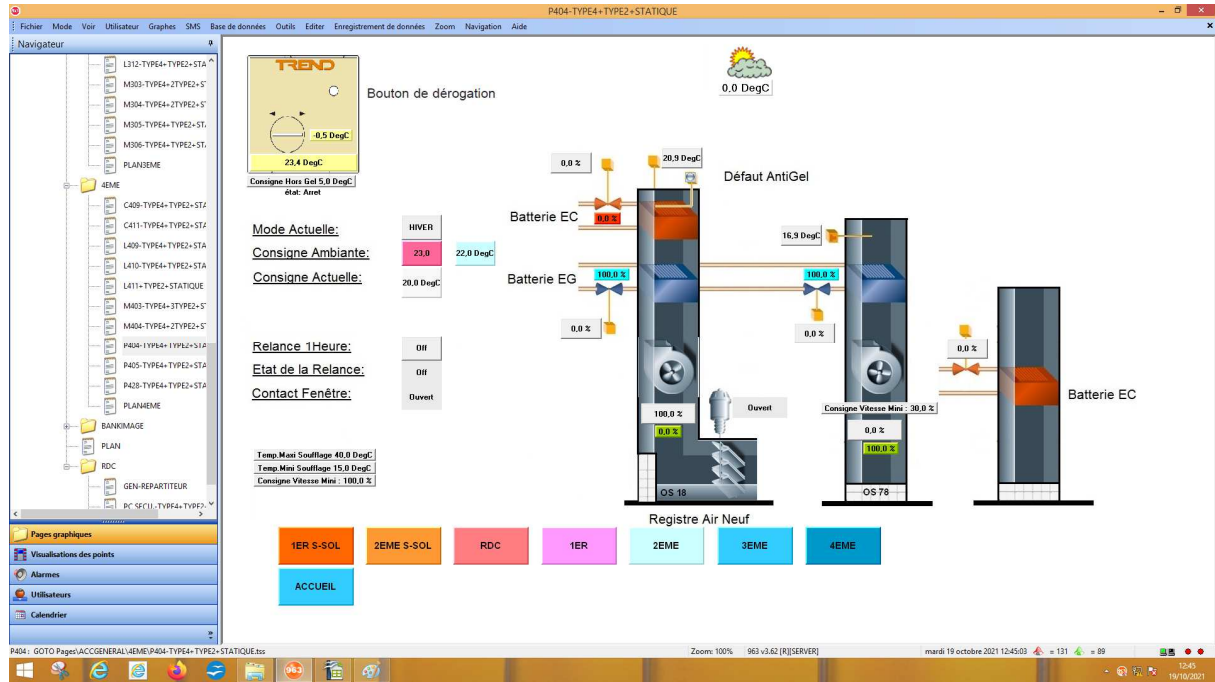 P404-TYPE4+TYPE2+STATIQUE
Fichier Mode Voir Utilisateur Graphes SMS Base de données Outils Editer Enregistrement de données Zoom Navigation Aide
Navigateur
L312-TYPE4+TYPE2+STA
M303-TYPE4+2TYPE2+S
M304-TYPE4+2TYPE2+S
M305-TYPE4+TYPE2+ST
M306-TYPE4+TYPE2+ST
PLAN3EME
4EME
C409-TYPE4+TYPE2+STA
C411-TYPE4+TYPE2+STA
L409-TYPE4+TYPE2+STA
L410-TYPE4+TYPE2+STA
L411+TYPE2+STATIQUE
M403-TYPE4+3TYPE2+S
M404-TYPE4+2TYPE2+S
P404-TYPE4+TYPE2+STA
P405-TYPE4+TYPE2+STA
P428-TYPE4+TYPE2+STA
PLAN4EME
BANKIMAGE
PLAN
RDC
GEN-REPARTITEUR
PC SECU.-TYPE4+TYPE2-
Pages graphiques
Visualisations des points
Alarmes
Utilisateurs
Calendrier
TREND
Bouton de dérogation
-0,5 DegC
23,4 DegC
Consigne Hors Gel 5,0 DegC
état: Arret
0,0 DegC
Mode Actuelle:
HIVER
Consigne Ambiante:
23,0
22,0 DegC
Consigne Actuelle:
20,0 DegC
Relance 1Heure:
Off
Etat de la Relance:
Off
Contact Fenêtre:
Ouvert
Temp.Maxi Soufflage 40,0 DegC
Temp.Mini Soufflage 15,0 DegC
Consigne Vitesse Mini : 100,0 %
0,0 %
20,9 DegC
Défaut AntiGel
Batterie EC
0,0 %
16,9 DegC
Batterie EG
100,0 %
100,0 %
0,0 %
0,0 %
0,0 %
Batterie EC
100,0 %
0,0 %
Ouvert
Consigne Vitesse Mini : 30,0 %
0,0 %
100,0 %
OS 18
OS 78
Registre Air Neuf
1ER S-SOL
2EME S-SOL
RDC
1ER
2EME
3EME
4EME
ACCUEIL
P404 : GOTO Pages\ACCGENERAL\4EME\P404-TYPE4+TYPE2+STATIQUE.tss
Zoom: 100%
963 v3.62 [R][SERVER]
mardi 19 octobre 2021 12:45:03
= 131
= 89
963
12:45
19/10/2021